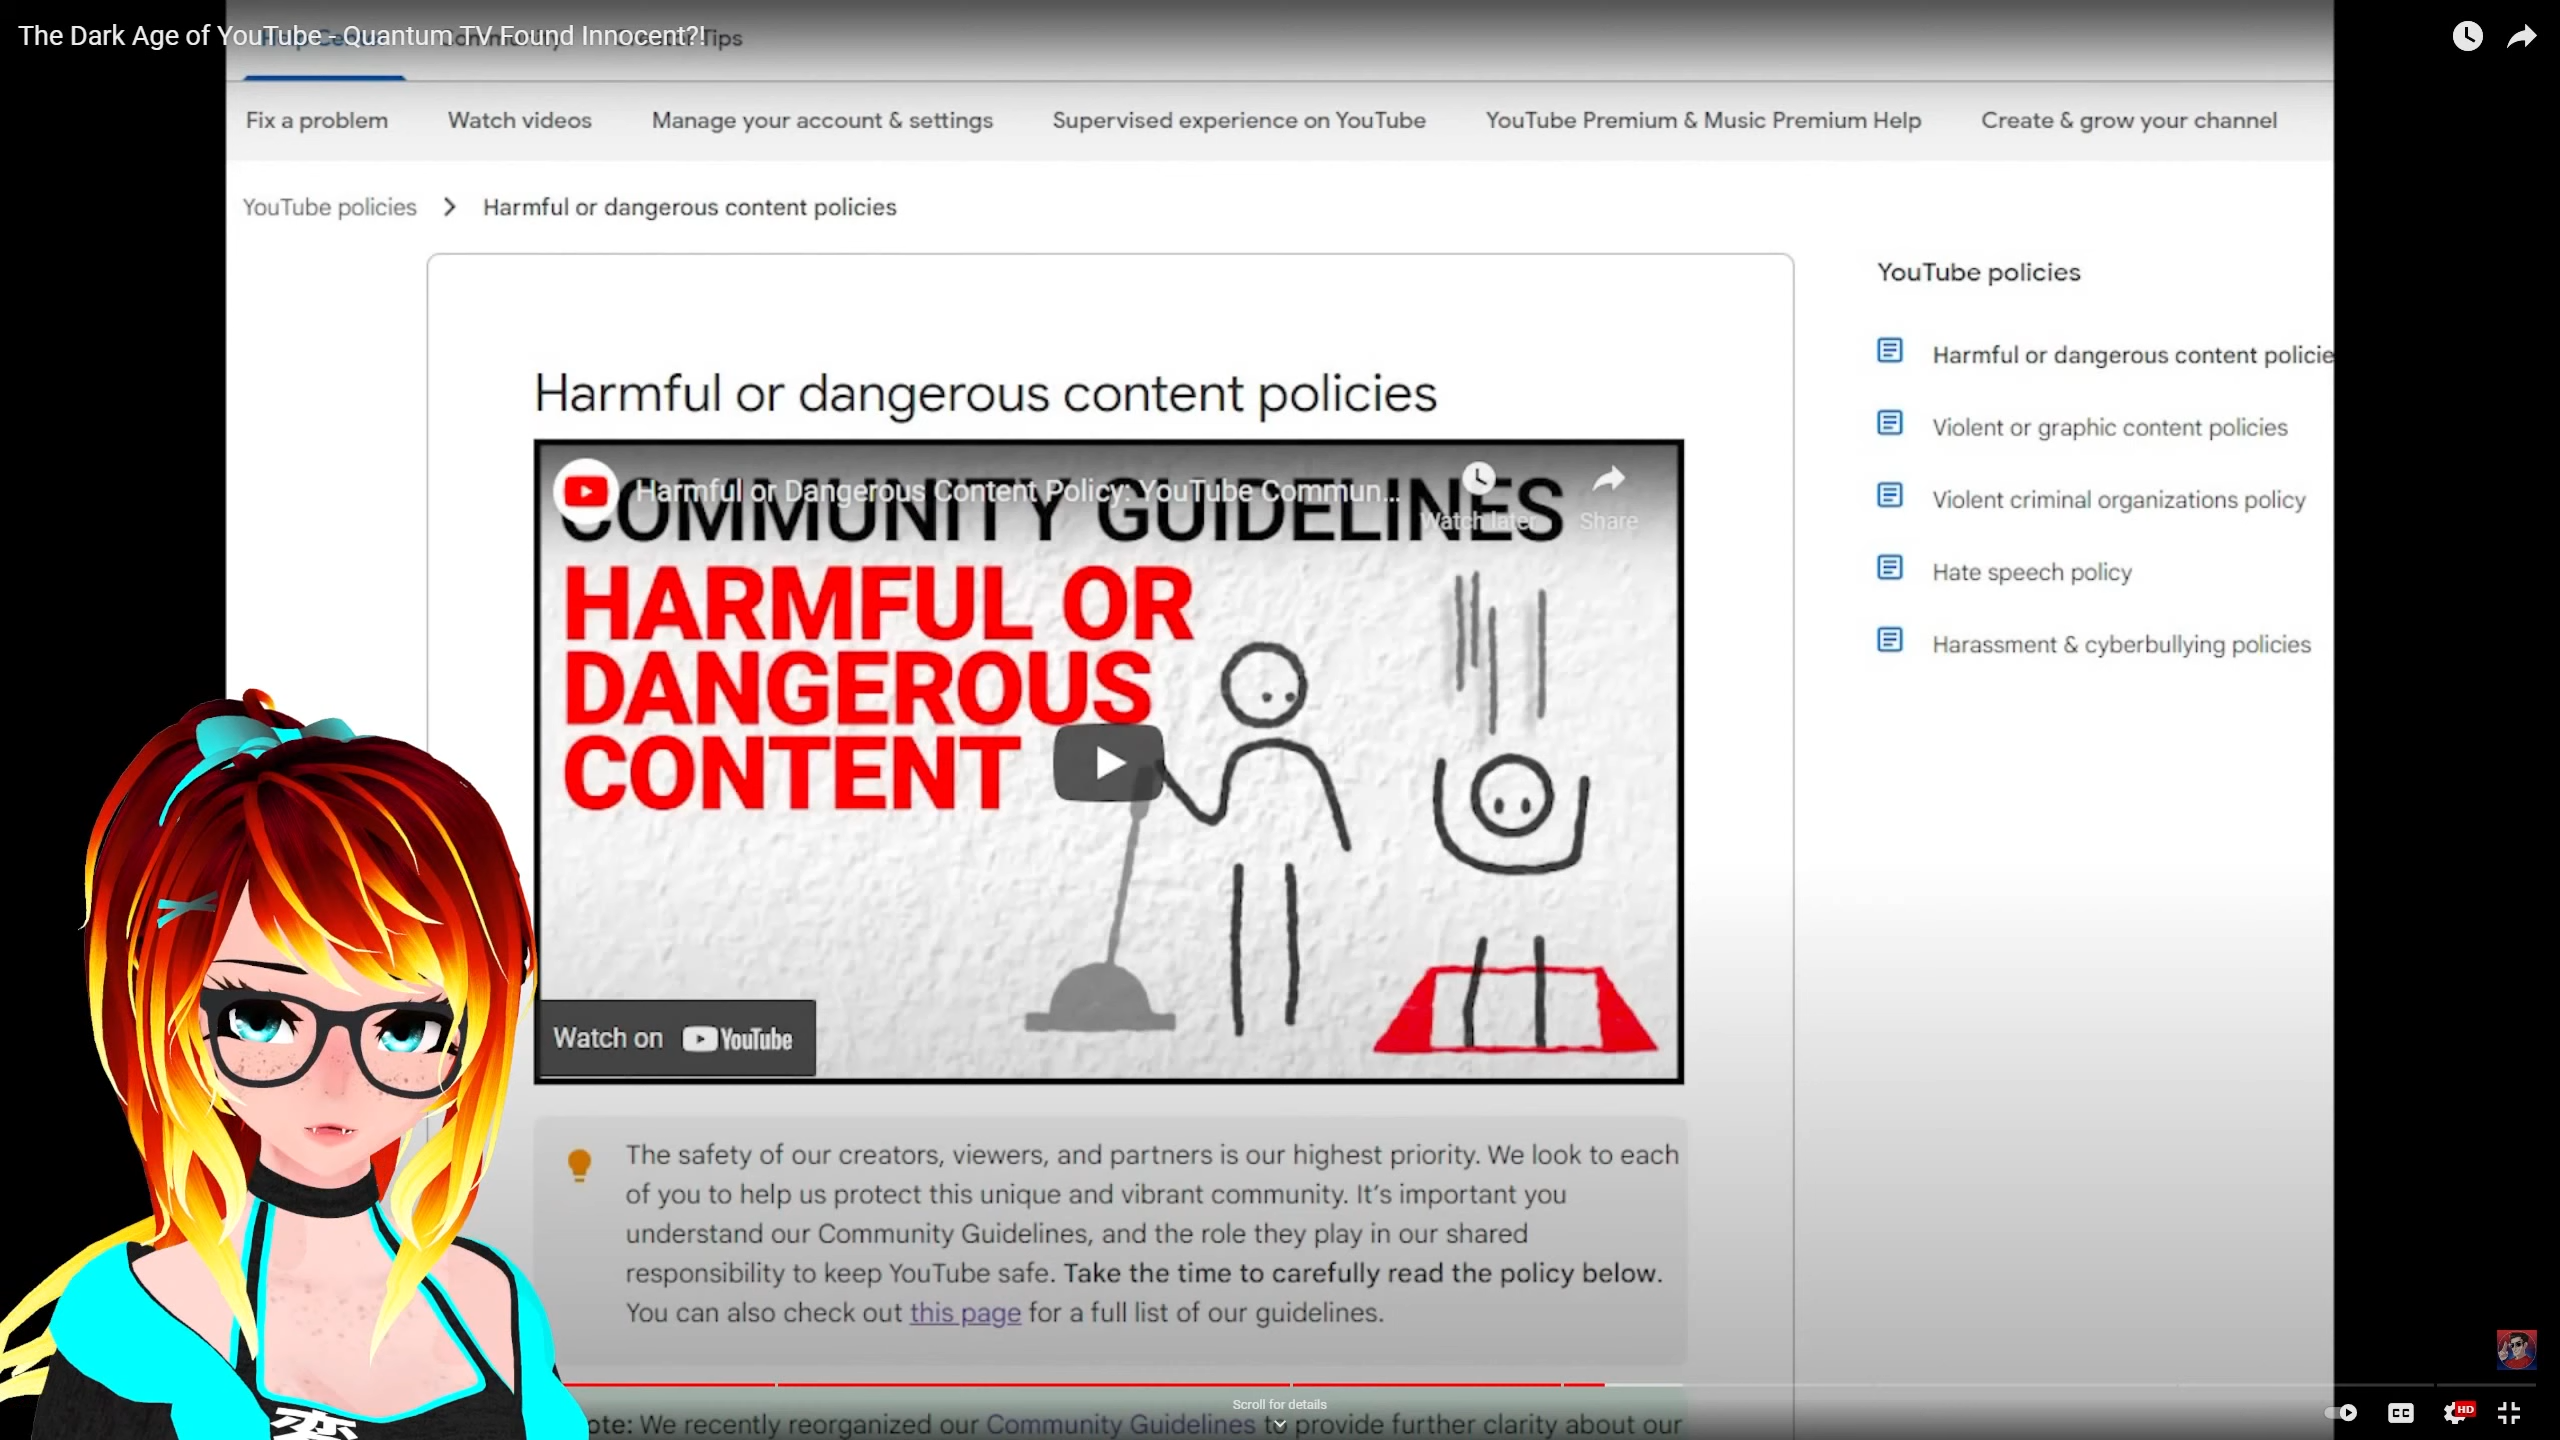 The Dark Age of YouTube - Quantum TV Found Innocent?!
Help Center Community Tips
Fix a problem Watch videos Manage your account & settings Supervised experience on YouTube YouTube Premium & Music Premium Help Create & grow your channel
YouTube policies Harmful or dangerous content policies
YouTube policies
Harmful or dangerous content policie
Violent or graphic content policies
Violent criminal organizations policy
Hate speech policy
Harassment & cyberbullying policies
Harmful or dangerous content policies
Harmful or Dangerous Content Policy: YouTube Commun...
Watch later Share
COMMUNITY GUIDELINES
HARMFUL OR
DANGEROUS
CONTENT
Watch on YouTube
The safety of our creators, viewers, and partners is our highest priority. We look to each
of you to help us protect this unique and vibrant community. It's important you
understand our Community Guidelines, and the role they play in our shared
responsibility to keep YouTube safe. Take the time to carefully read the policy below.
You can also check out this page for a full list of our guidelines.
Scroll for details
ote: We recently reorganized our Community Guidelines to provide further clarity about our
CC HD
変